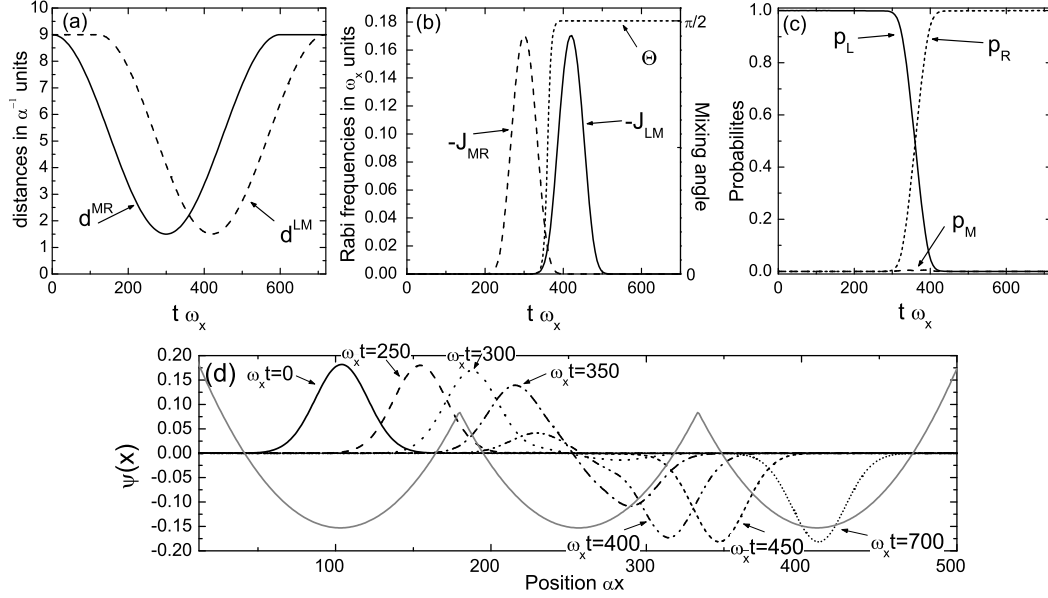 (a)
distances in α⁻¹ units
9
8
7
6
5
4
3
2
1
0
d^MR
d^LM
0 200 400 600
t ω_x
(b)
Rabi frequencies in ω_x units
0.18
0.16
0.14
0.12
0.10
0.08
0.06
0.04
0.02
0.00
-J_MR
-J_LM
Θ
π/2
0
Mixing angle
0 200 400 600
t ω_x
(c)
Probabilites
1.0
0.8
0.6
0.4
0.2
0.0
p_L
p_R
p_M
0 200 400 600
t ω_x
(d)
ψ(x)
0.20
0.15
0.10
0.05
0.00
-0.05
-0.10
-0.15
-0.20
ω_x t=0
ω_x t=250
ω_x t=300
ω_x t=350
ω_x t=400
ω_x t=450
ω_x t=700
100 200 300 400 500
Position αx